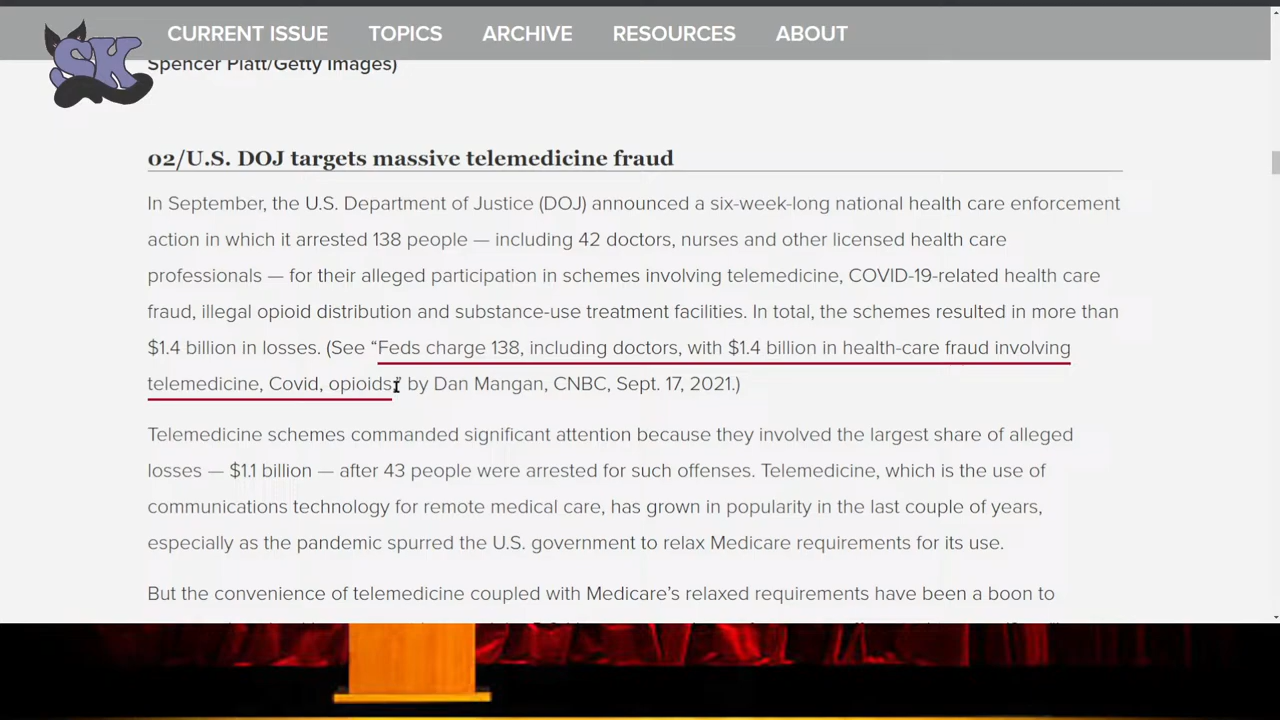 CURRENT ISSUE TOPICS ARCHIVE RESOURCES ABOUT
SK
Spencer Platt/Getty Images)
02/U.S. DOJ targets massive telemedicine fraud
In September, the U.S. Department of Justice (DOJ) announced a six-week-long national health care enforcement
action in which it arrested 138 people — including 42 doctors, nurses and other licensed health care
professionals — for their alleged participation in schemes involving telemedicine, COVID-19-related health care
fraud, illegal opioid distribution and substance-use treatment facilities. In total, the schemes resulted in more than
$1.4 billion in losses. (See “Feds charge 138, including doctors, with $1.4 billion in health-care fraud involving
telemedicine, Covid, opioids,” by Dan Mangan, CNBC, Sept. 17, 2021.)
Telemedicine schemes commanded significant attention because they involved the largest share of alleged
losses — $1.1 billion — after 43 people were arrested for such offenses. Telemedicine, which is the use of
communications technology for remote medical care, has grown in popularity in the last couple of years,
especially as the pandemic spurred the U.S. government to relax Medicare requirements for its use.
But the convenience of telemedicine coupled with Medicare’s relaxed requirements have been a boon to